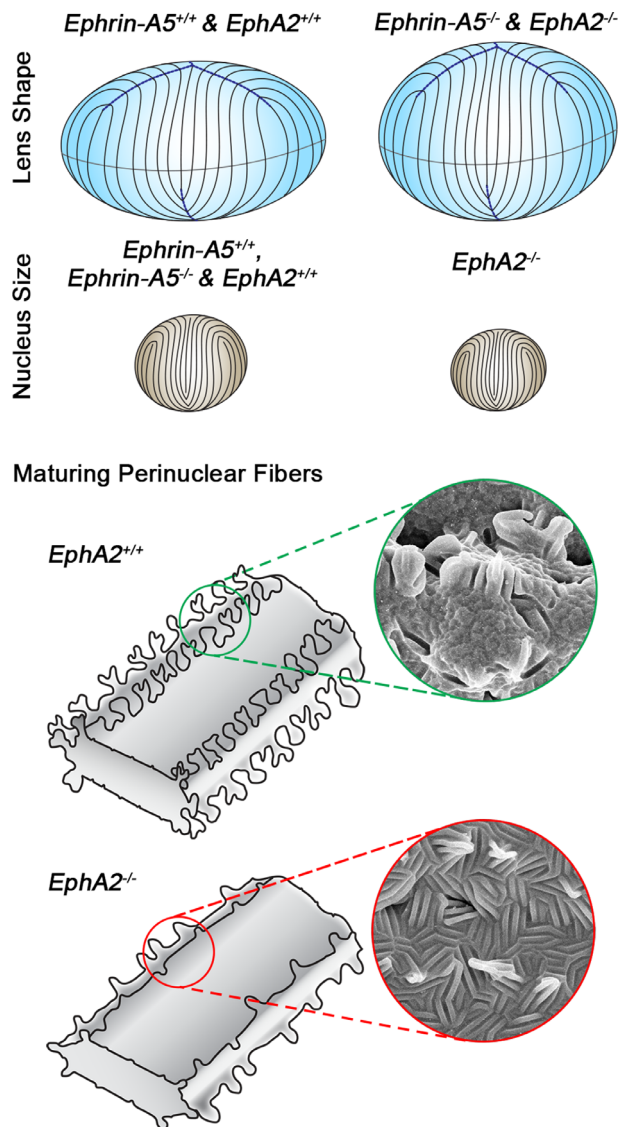 Ephrin-A5+/+ & EphA2+/+
Ephrin-A5-/- & EphA2-/-
Lens Shape
Ephrin-A5+/+,
Ephrin-A5-/- & EphA2+/+
EphA2-/-
Nucleus Size
Maturing Perinuclear Fibers
EphA2+/+
EphA2-/-